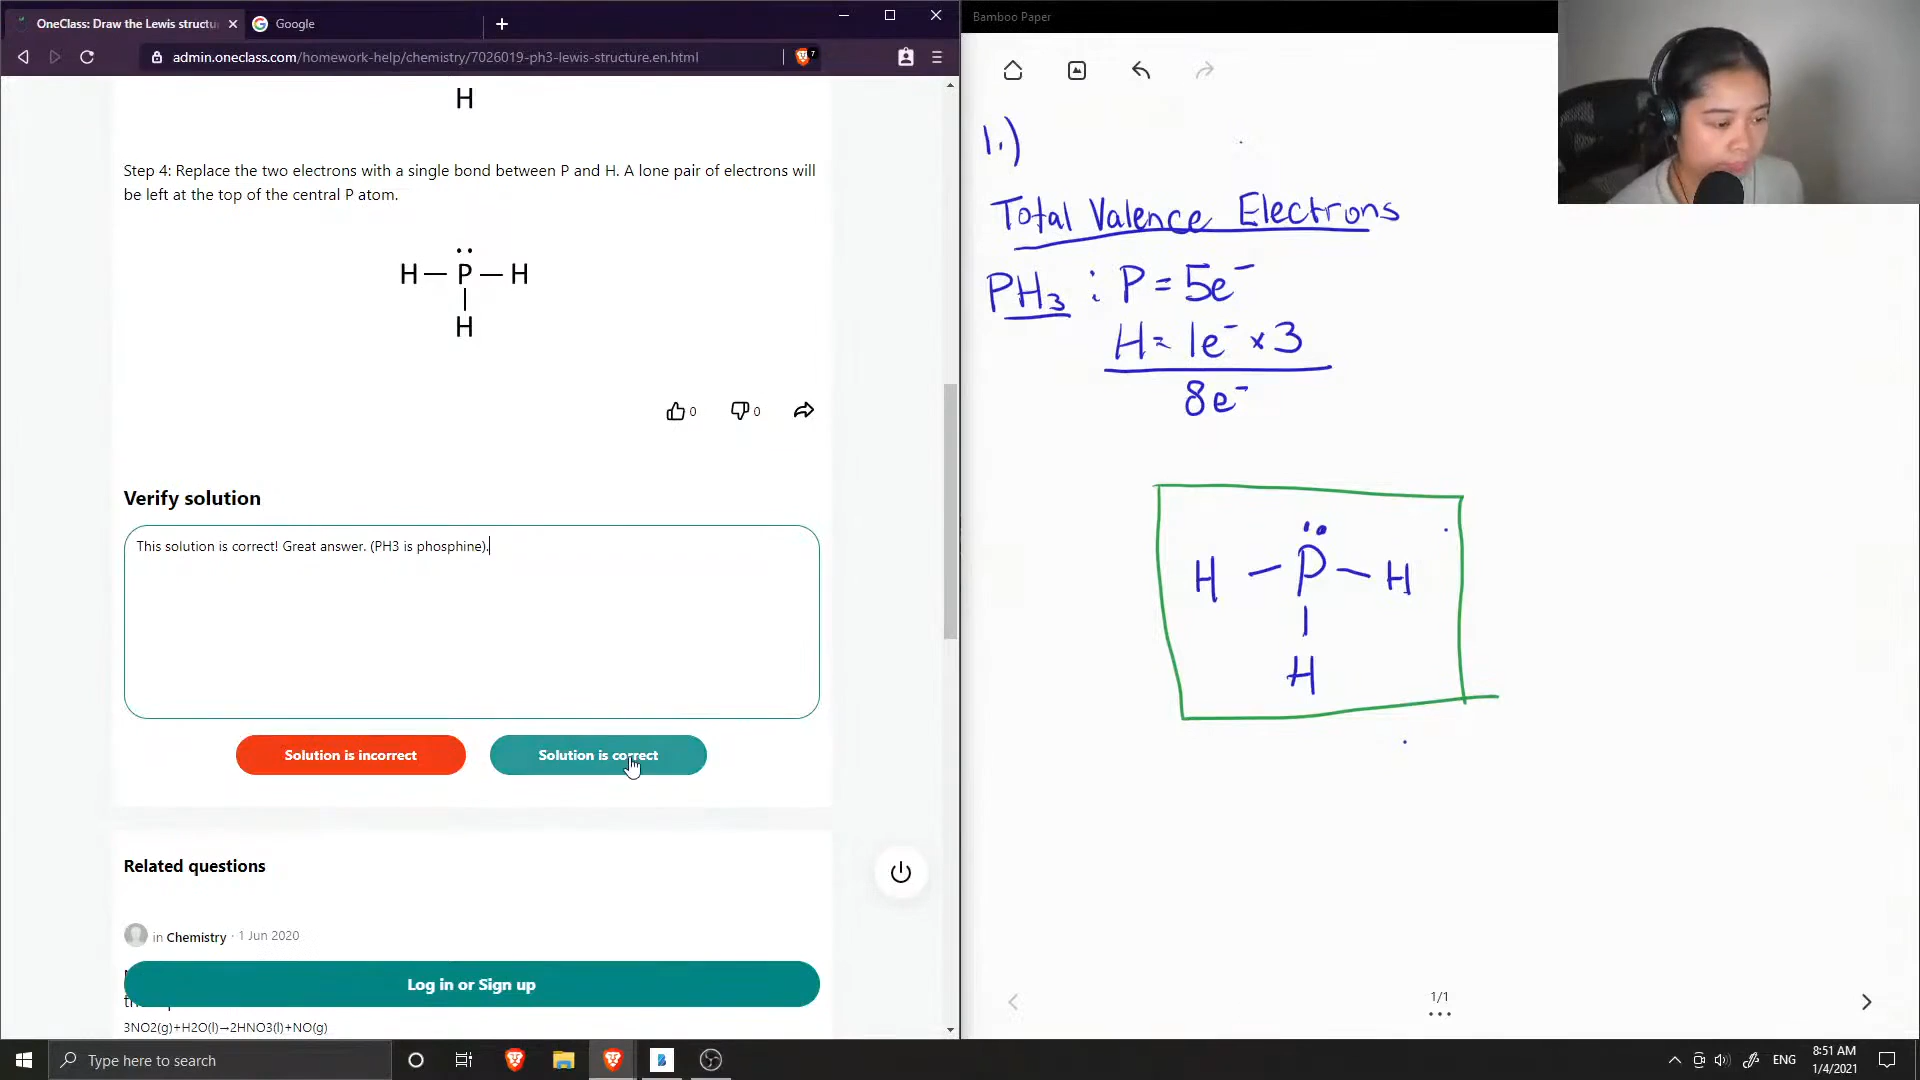 OneClass: Draw the Lewis structu
Google
admin.oneclass.com/homework-help/chemistry/7026019-ph3-lewis-structure.en.html
7
H
Step 4: Replace the two electrons with a single bond between P and H. A lone pair of electrons will
be left at the top of the central P atom.
H — P — H
H
0
0
Verify solution
This solution is correct! Great answer. (PH3 is phosphine).
Solution is incorrect
Solution is correct
Related questions
in Chemistry · 1 Jun 2020
Log in or Sign up
3NO2(g)+H2O(l)→2HNO3(l)+NO(g)
Bamboo Paper
1.)
Total Valence Electrons
PH3 : P = 5e⁻
H = 1e⁻ × 3
8e⁻
H — P — H
H
1/1
Type here to search
ENG
8:51 AM
1/4/2021